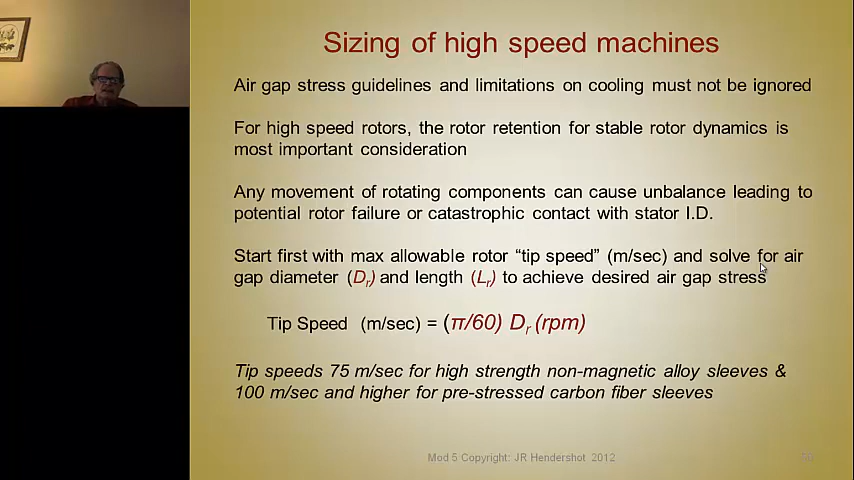 Sizing of high speed machines
Air gap stress guidelines and limitations on cooling must not be ignored
For high speed rotors, the rotor retention for stable rotor dynamics is
most important consideration
Any movement of rotating components can cause unbalance leading to
potential rotor failure or catastrophic contact with stator I.D.
Start first with max allowable rotor “tip speed” (m/sec) and solve for air
gap diameter (Dr) and length (Lr) to achieve desired air gap stress
Tip Speed (m/sec) = (π/60) Dr (rpm)
Tip speeds 75 m/sec for high strength non-magnetic alloy sleeves &
100 m/sec and higher for pre-stressed carbon fiber sleeves
Mod 5 Copyright: JR Hendershot 2012